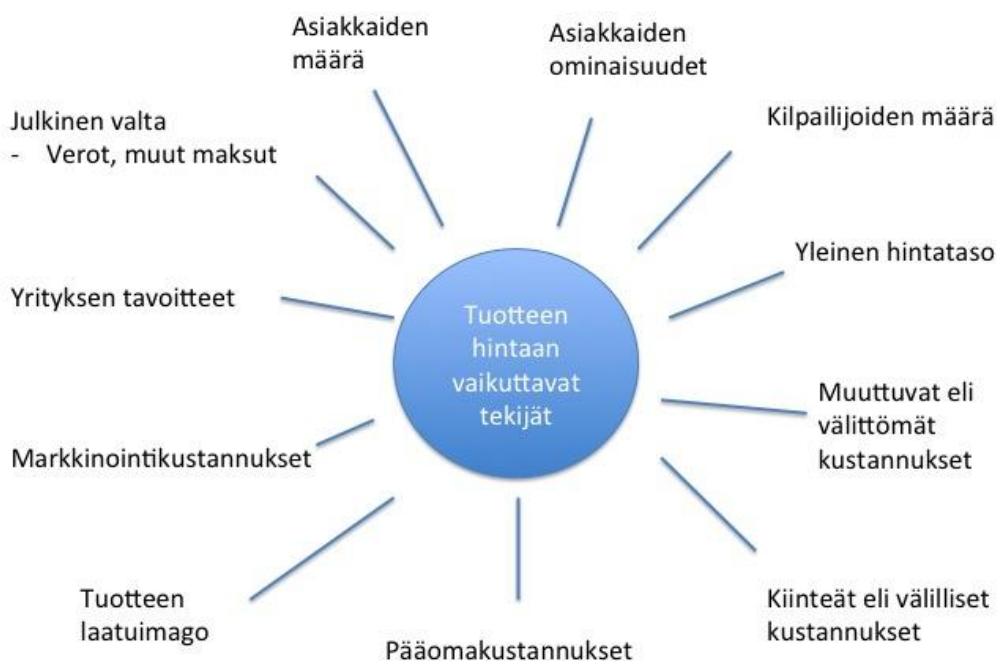 Asiakkaiden
määrä
Asiakkaiden
ominaisuudet
Julkinen valta
- Verot, muut maksut
Kilpailijoiden määrä
Yleinen hintataso
Yrityksen tavoitteet
Tuotteen
hintaan
vaikuttavat
tekijät
Muuttuvat eli
välittömät
kustannukset
Markkinointikustannukset
Tuotteen
laatuimago
Pääomakustannukset
Kiinteät eli välilliset
kustannukset